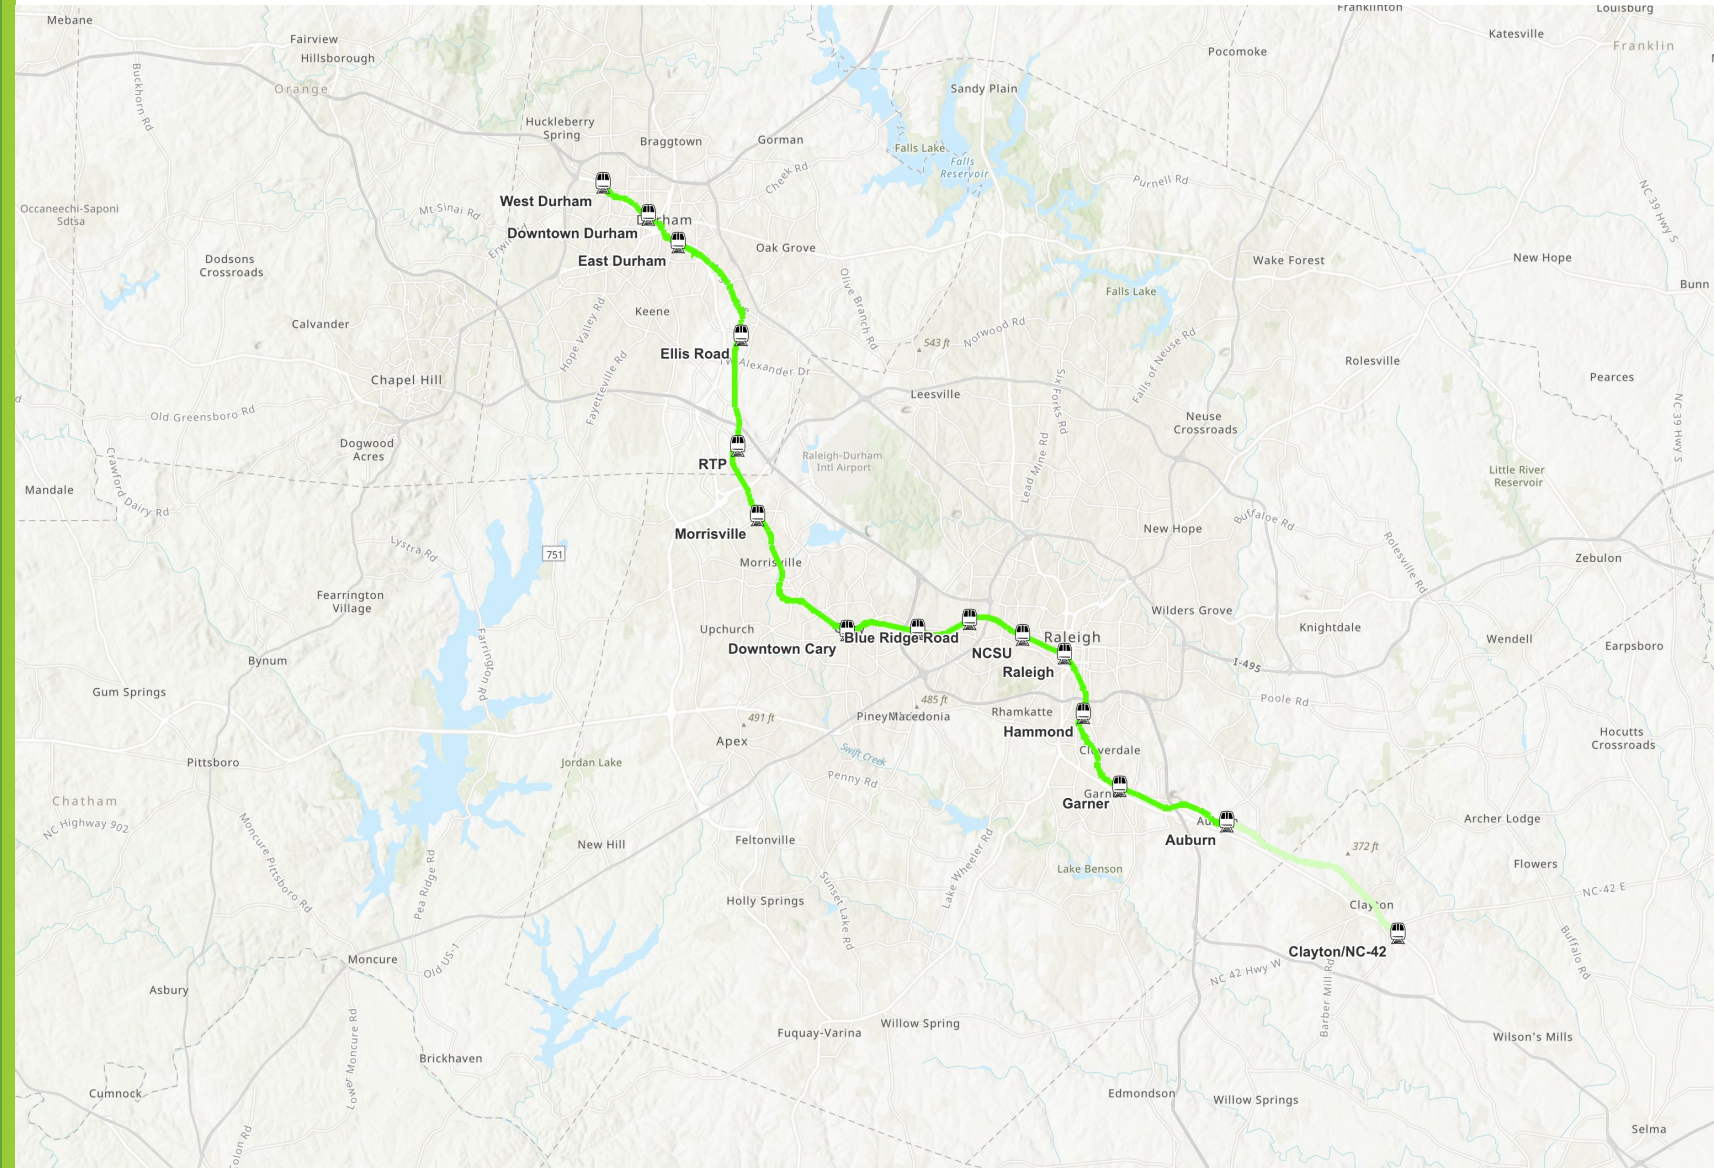 Mebane
Fairview
Hillsborough
Orange
Buckhorn Rd
Franklinton
Louisburg
Katesville
Franklin
Pocomoke
Sandy Plain
Huckleberry
Spring
Braggtown
Gorman
Cheek Rd
Falls Lake
Falls
Reservoir
Purnell Rd
NC 39 Hwy S
Occaneechi-Saponi
Sdtsa
Mt Sinai Rd
West Durham
Downtown Durham
East Durham
Oak Grove
Dodsons
Crossroads
Wake Forest
New Hope
Bunn
Falls Lake
Olive Branch Rd
Keene
Hope Valley Rd
Calvander
Norwood Rd
543 ft
Falls of Neuse Rd
Ellis Road
W Alexander Dr
Fayetteville Rd
Rolesville
Pearces
Chapel Hill
Leesville
Six Forks Rd
Old Greensboro Rd
Neuse
Crossroads
NC 39 Hwy S
Dogwood
Acres
Raleigh-Durham
Intl Airport
RTP
Lead Mine Rd
Crawford Dairy Rd
Little River
Reservoir
Mandale
Morrisville
New Hope
Buffaloe Rd
Lystra Rd
751
Morrisville
Rolesville Rd
Zebulon
Fearrington
Village
Wilders Grove
Upchurch
Blue Ridge Road
Raleigh
Knightdale
Wendell
Earpsboro
Downtown Cary
NCSU
Raleigh
Farrington Rd
Bynum
I-495
Gum Springs
Poole Rd
485 ft
Piney
Macedonia
Rhamkatte
491 ft
Hammond
Apex
Hocutts
Crossroads
Pittsboro
Swift Creek
Jordan Lake
Penny Rd
Chatham
Garner
NC Highway 902
Moncure Pittsboro Rd
Archer Lodge
Auburn
New Hill
Feltonville
Lake Wheeler Rd
372 ft
Flowers
Lake Benson
Pea Ridge Rd
Sunset Lake Rd
NC-42 E
Holly Springs
Clayton
Buffalo Rd
Clayton/NC-42
Moncure
Old US-1
NC 42 Hwy W
Barber Mill Rd
Asbury
Lower Moncure Rd
Fuquay-Varina
Willow Spring
Wilson's Mills
Brickhaven
Cumnock
Edmondson
Willow Springs
Selma